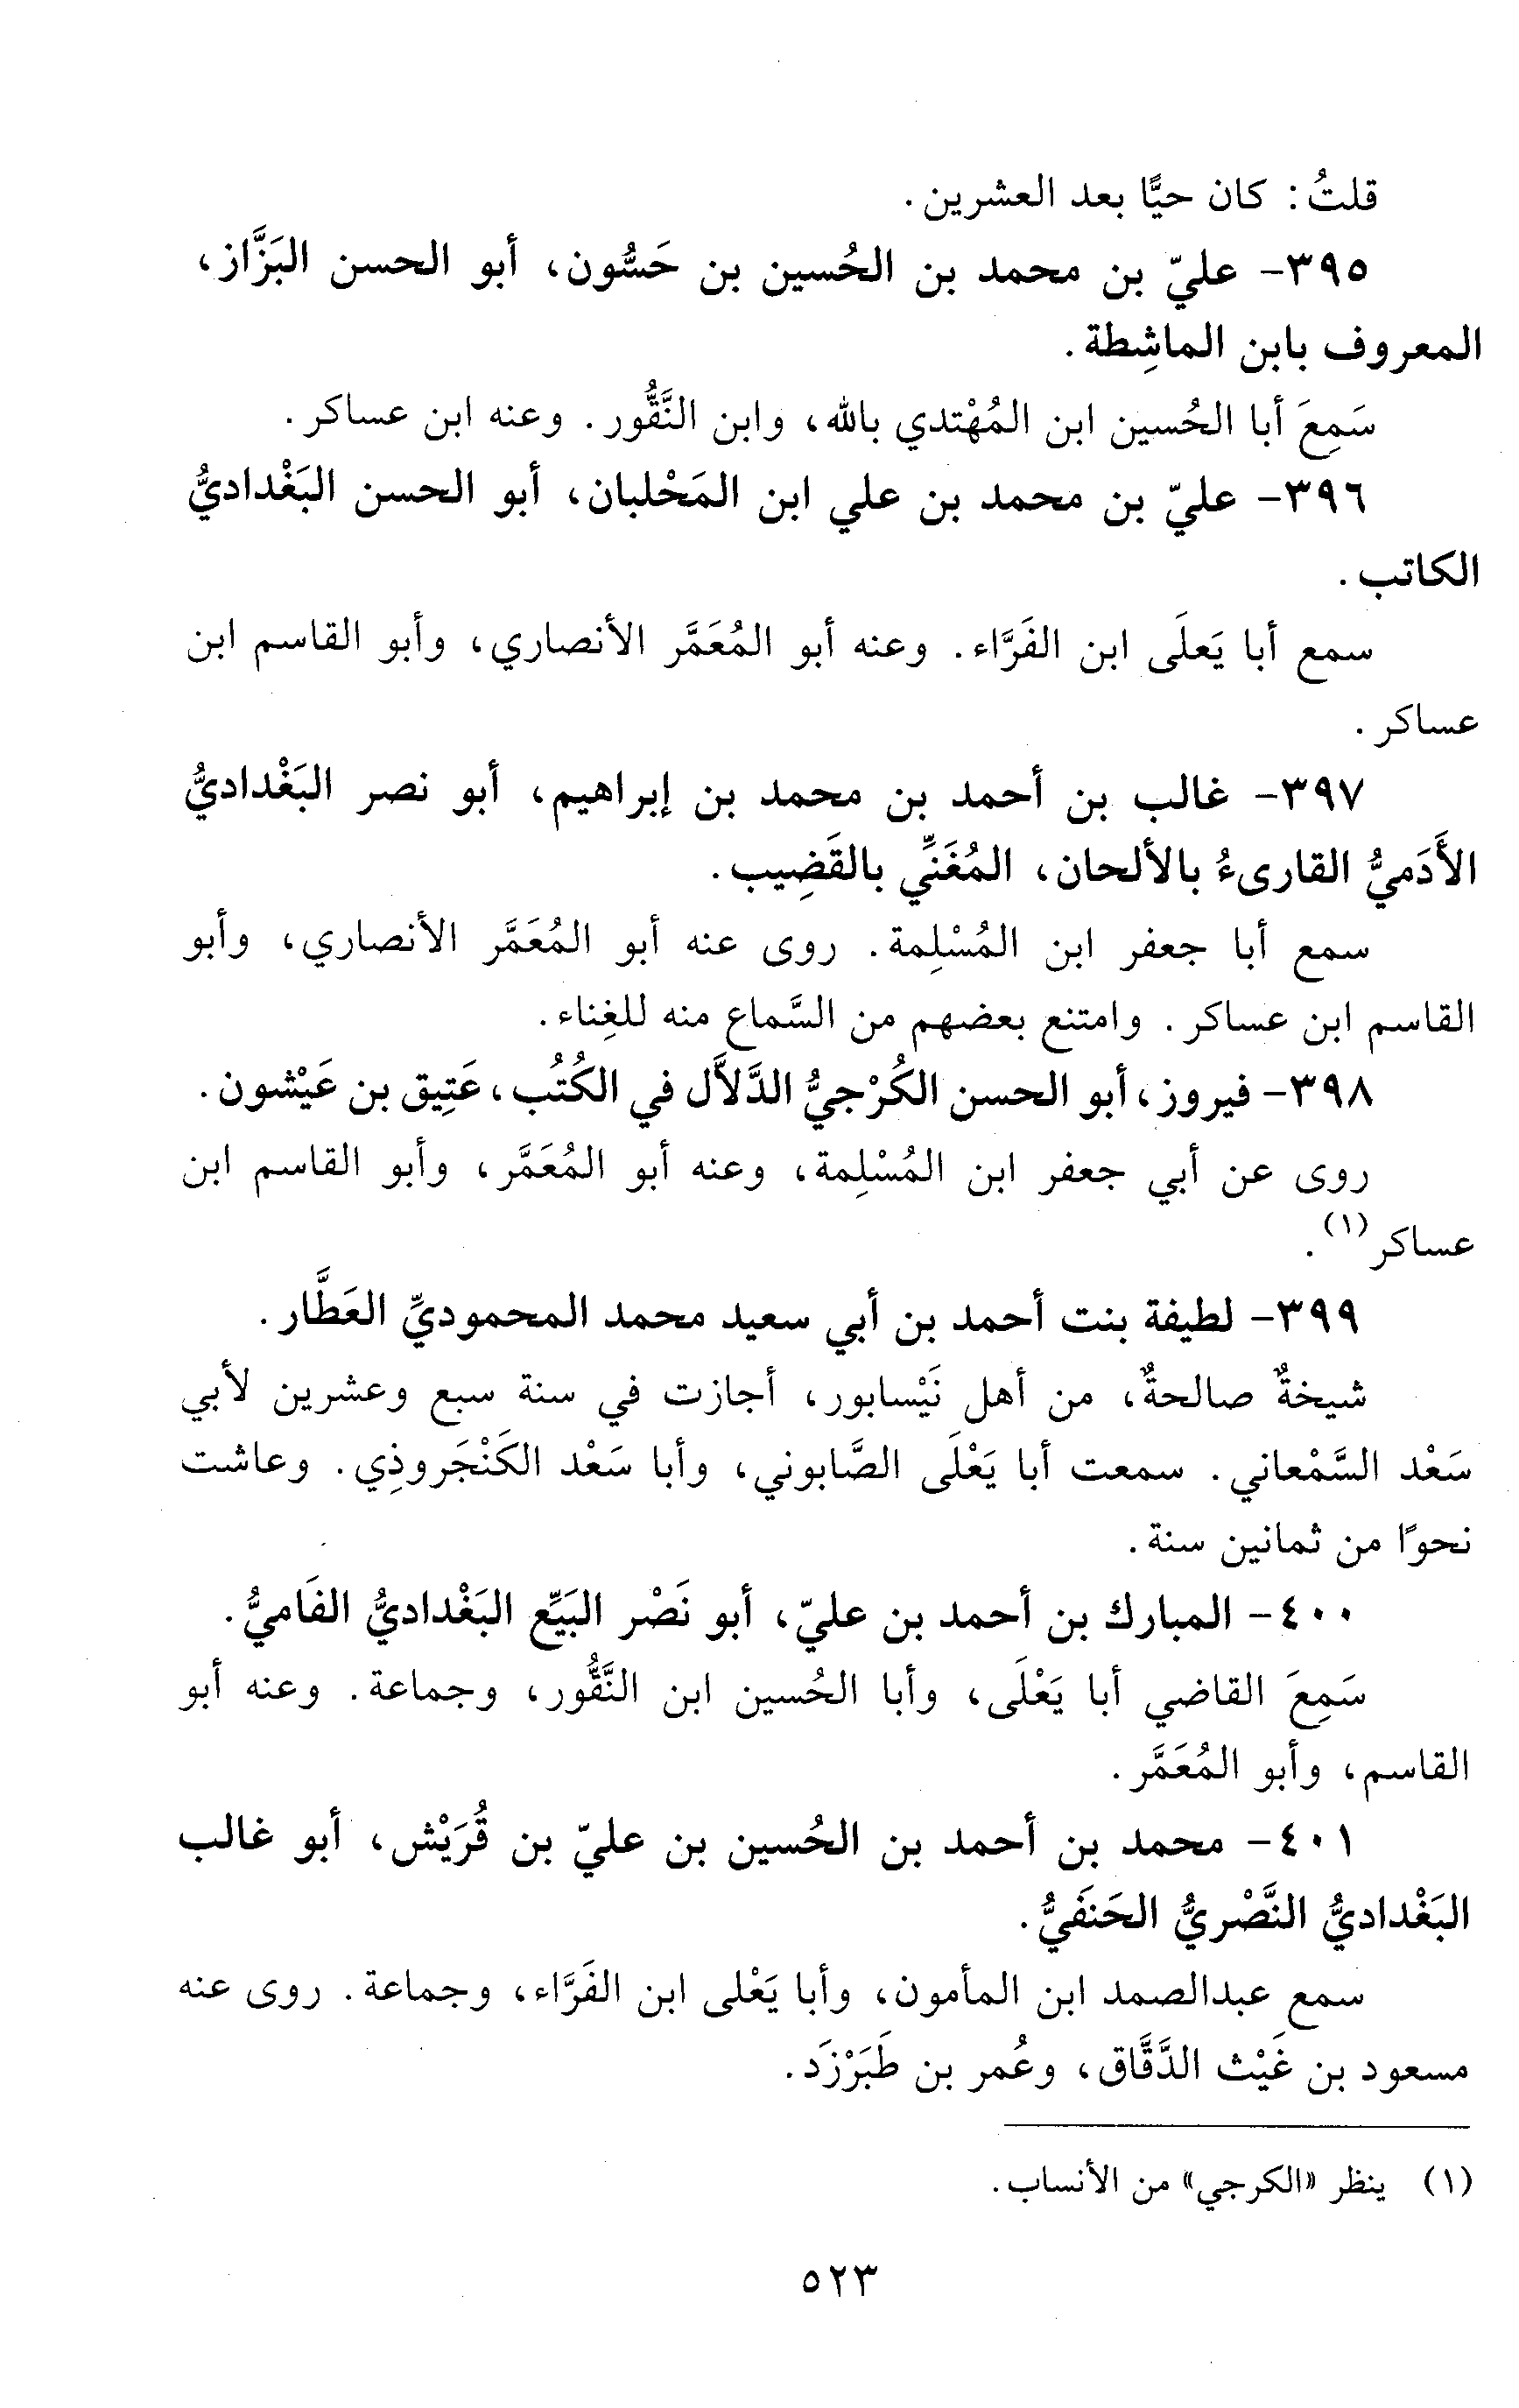 قلتُ: كان حيًّا بعد العشرين.
٣٩٥- عليّ بن محمد بن الحُسين بن حَسُّون، أبو الحسن البَزَّاز،
المعروف بابن الماشِطة.
سَمِعَ أبا الحُسين ابن المُهْتدي بالله، وابن النَّقُّور. وعنه ابن عساكر.
٣٩٦- عليّ بن محمد بن علي ابن المَحْلبان، أبو الحسن البَغْداديُّ
الكاتب.
سمع أبا يَعلَى ابن الفَرَّاء. وعنه أبو المُعَمَّر الأنصاري، وأبو القاسم ابن
عساكر.
٣٩٧- غالب بن أحمد بن محمد بن إبراهيم، أبو نصر البَغْداديُّ
الأَدَميُّ القارىءُ بالألحان، المُغَنِّي بالقَضِيب.
سمع أبا جعفر ابن المُسْلِمة. روى عنه أبو المُعَمَّر الأنصاري، وأبو
القاسم ابن عساكر. وامتنع بعضهم من السَّماع منه للغِناء.
٣٩٨- فيروز، أبو الحسن الكُرْجيُّ الدَّلاَّل في الكُتُب، عَتِيق بن عَيْشون.
روى عن أبي جعفر ابن المُسْلِمة، وعنه أبو المُعَمَّر، وأبو القاسم ابن
عساكر(١).
٣٩٩- لطيفة بنت أحمد بن أبي سعيد محمد المحموديِّ العَطَّار.
شيخةٌ صالحةٌ، من أهل نَيْسابور، أجازت في سنة سبع وعشرين لأبي
سَعْد السَّمْعاني. سمعت أبا يَعْلَى الصَّابوني، وأبا سَعْد الكَنْجَروذِي. وعاشت
نحوًا من ثمانين سنة.
٤٠٠- المبارك بن أحمد بن عليّ، أبو نَصْر البَيِّع البَغْداديُّ الفَاميُّ.
سَمِعَ القاضي أبا يَعْلَى، وأبا الحُسين ابن النَّقُّور، وجماعة. وعنه أبو
القاسم، وأبو المُعَمَّر.
٤٠١- محمد بن أحمد بن الحُسين بن عليّ بن قُرَيْش، أبو غالب
البَغْداديُّ النَّصْريُّ الحَنَفيُّ.
سمع عبدالصمد ابن المأمون، وأبا يَعْلى ابن الفَرَّاء، وجماعة. روى عنه
مسعود بن غَيْث الدَّقَّاق، وعُمر بن طَبَرْزَد.
(١) ينظر «الكرجي» من الأنساب.
٥٢٣